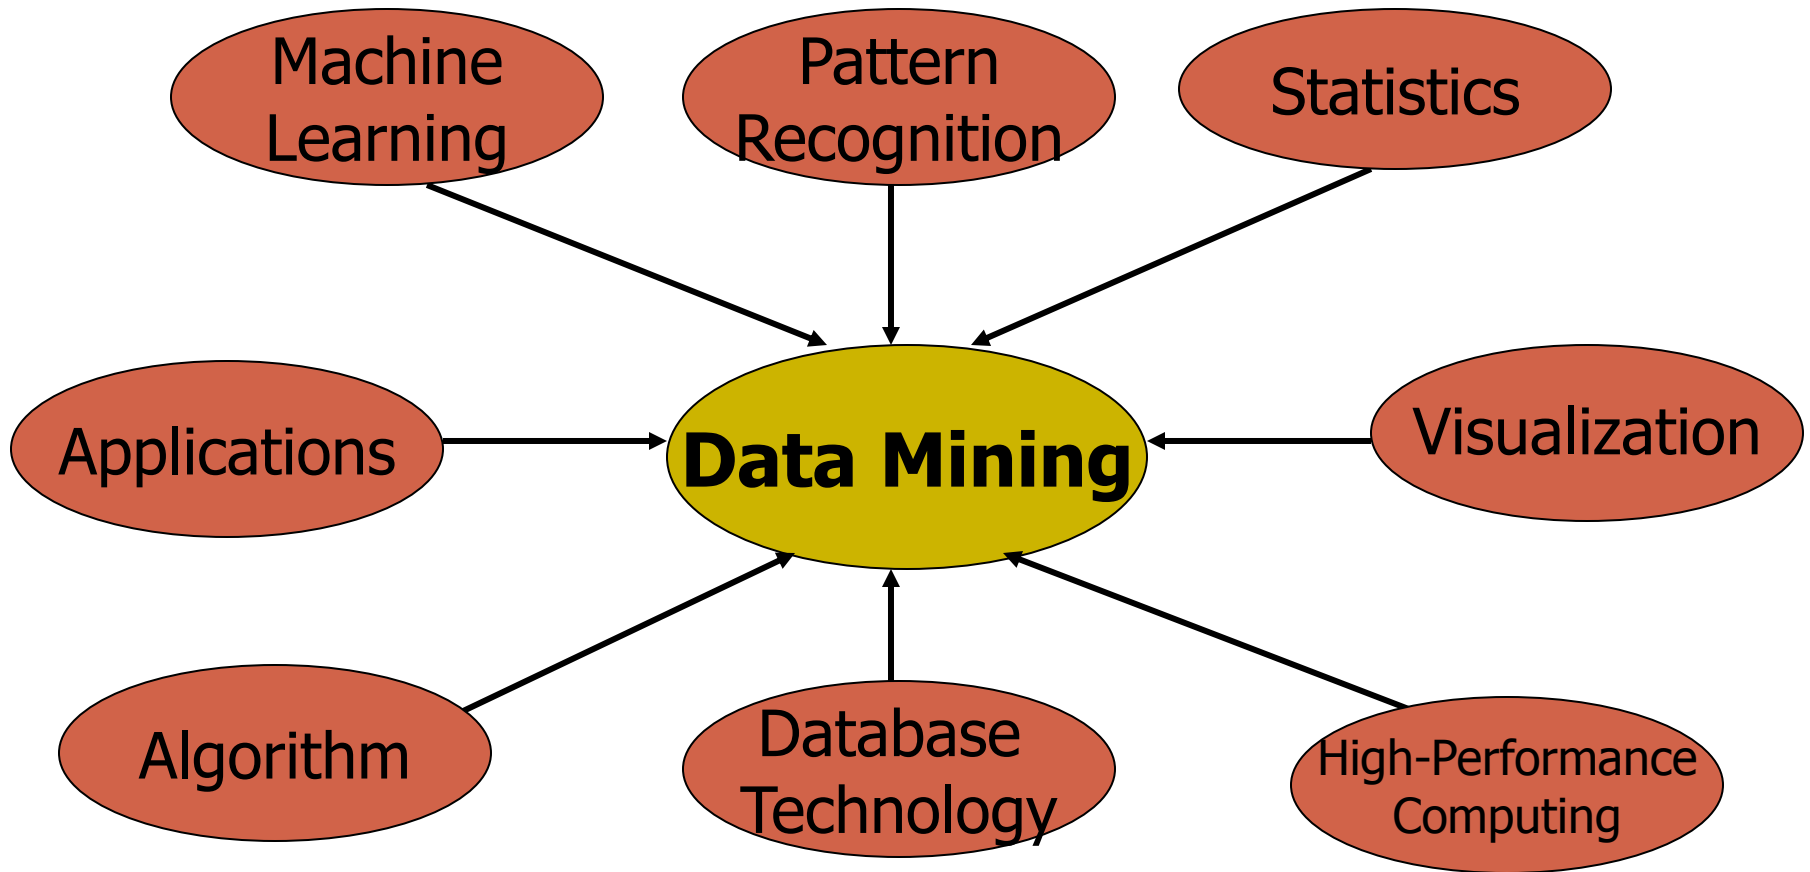 Machine
Learning
Pattern
Recognition
Statistics
Applications
Data Mining
Visualization
Algorithm
Database
Technology
High-Performance
Computing